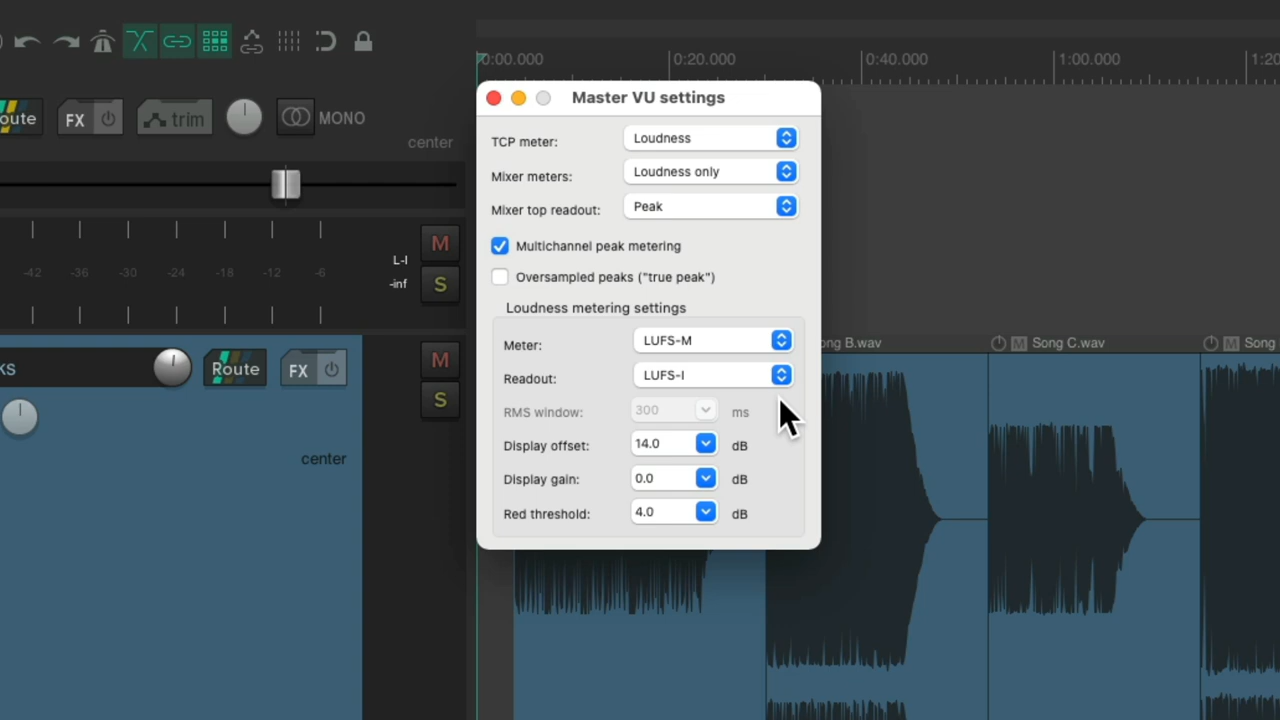 0:00.000 0:20.000 0:40.000 1:00.000 1:20
oute FX trim MONO
center
Master VU settings
TCP meter: Loudness
Mixer meters: Loudness only
Mixer top readout: Peak
Multichannel peak metering
Oversampled peaks ("true peak")
Loudness metering settings
Meter: LUFS-M
Readout: LUFS-I
RMS window: 300 ms
Display offset: 14.0 dB
Display gain: 0.0 dB
Red threshold: 4.0 dB
-42 -36 -30 -24 -18 -12 -6
L-I
-inf
M
S
ks Route FX
M
S
center
ong B.wav M Song C.wav M Song